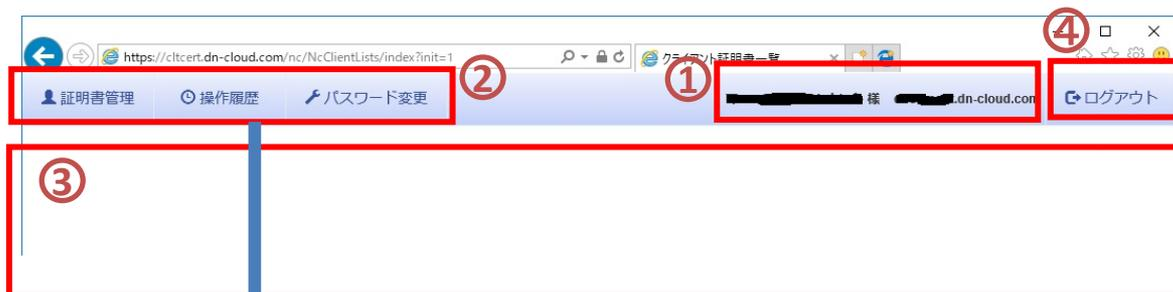 ④
https://cltcert.dn-cloud.com/nc/NcClientLists/index?init=1 クライアント証明書一覧
② ①
証明書管理 操作履歴 パスワード変更 様 .dn-cloud.com ログアウト
③